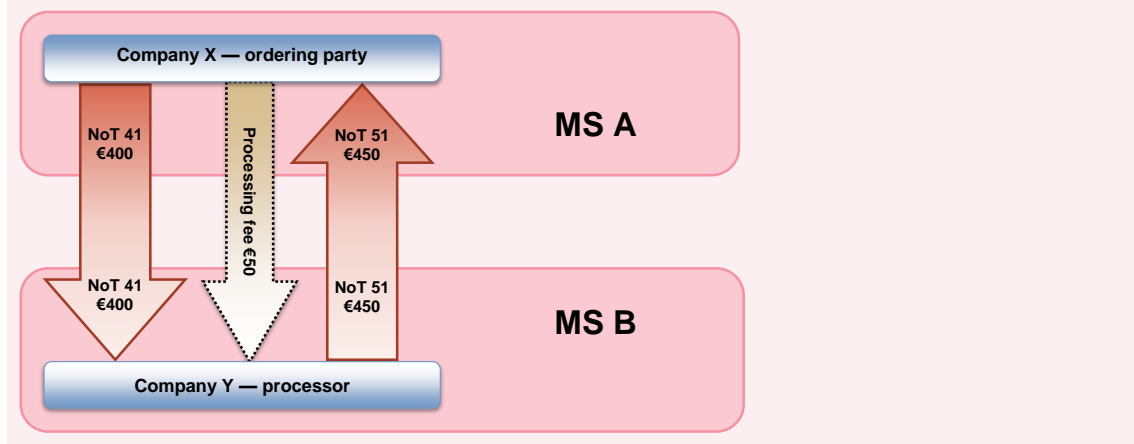 Company X — ordering party
NoT 41
€400
Processing fee €50
NoT 51
€450
MS A
NoT 41
€400
NoT 51
€450
MS B
Company Y — processor